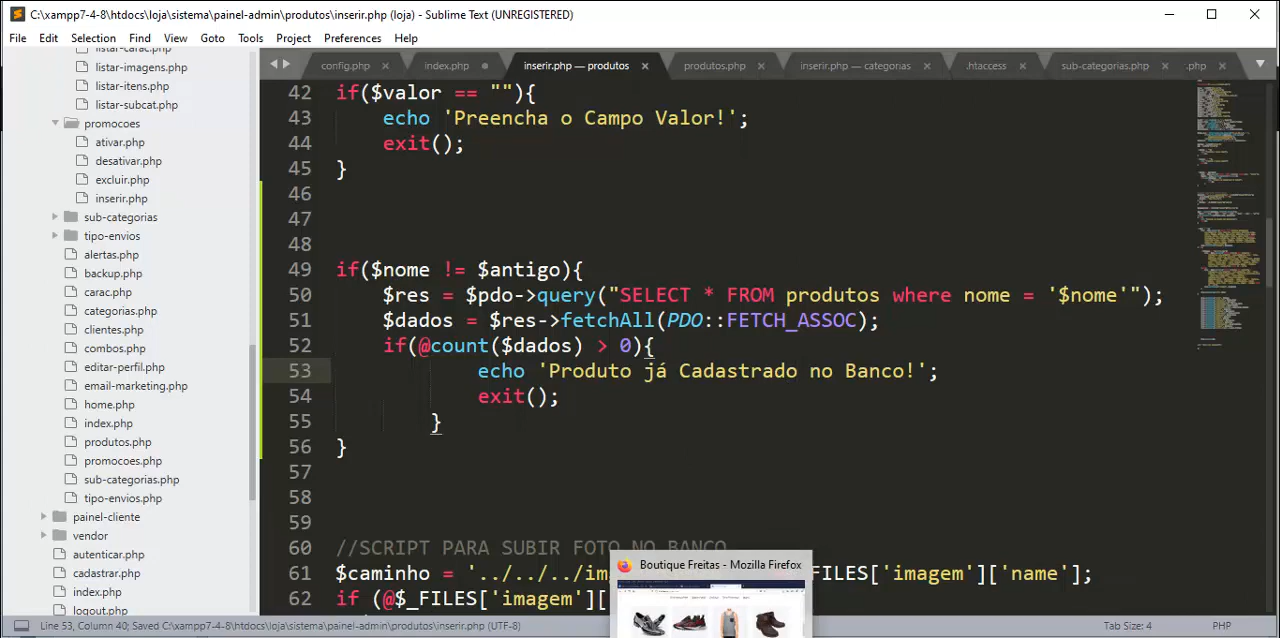 C:\xampp7-4-8\htdocs\loja\sistema\painel-admin\produtos\inserir.php (loja) - Sublime Text (UNREGISTERED)
File Edit Selection Find View Goto Tools Project Preferences Help
config.php index.php inserir.php — produtos produtos.php inserir.php — categorias .htaccess sub-categorias.php .php
listar-carac.php
listar-imagens.php
listar-itens.php
listar-subcat.php
promocoes
ativar.php
desativar.php
excluir.php
inserir.php
sub-categorias
tipo-envios
alertas.php
backup.php
carac.php
categorias.php
clientes.php
combos.php
editar-perfil.php
email-marketing.php
home.php
index.php
produtos.php
promocoes.php
sub-categorias.php
tipo-envios.php
painel-cliente
vendor
autenticar.php
cadastrar.php
index.php
logout.php
42 if($valor == ""){
43 echo 'Preencha o Campo Valor!';
44 exit();
45 }
46
47
48
49 if($nome != $antigo){
50 $res = $pdo->query("SELECT * FROM produtos where nome = '$nome'");
51 $dados = $res->fetchAll(PDO::FETCH_ASSOC);
52 if(@count($dados) > 0){
53 echo 'Produto já Cadastrado no Banco!';
54 exit();
55 }
56 }
57
58
59
60 //SCRIPT PARA SUBIR FOTO NO BANCO
61 $caminho = '../../../im FILES['imagem']['name'];
62 if (@$_FILES['imagem'][
Boutique Freitas - Mozilla Firefox
Line 53, Column 40; Saved C:\xampp7-4-8\htdocs\loja\sistema\painel-admin\produtos\inserir.php (UTF-8) Tab Size: 4 PHP